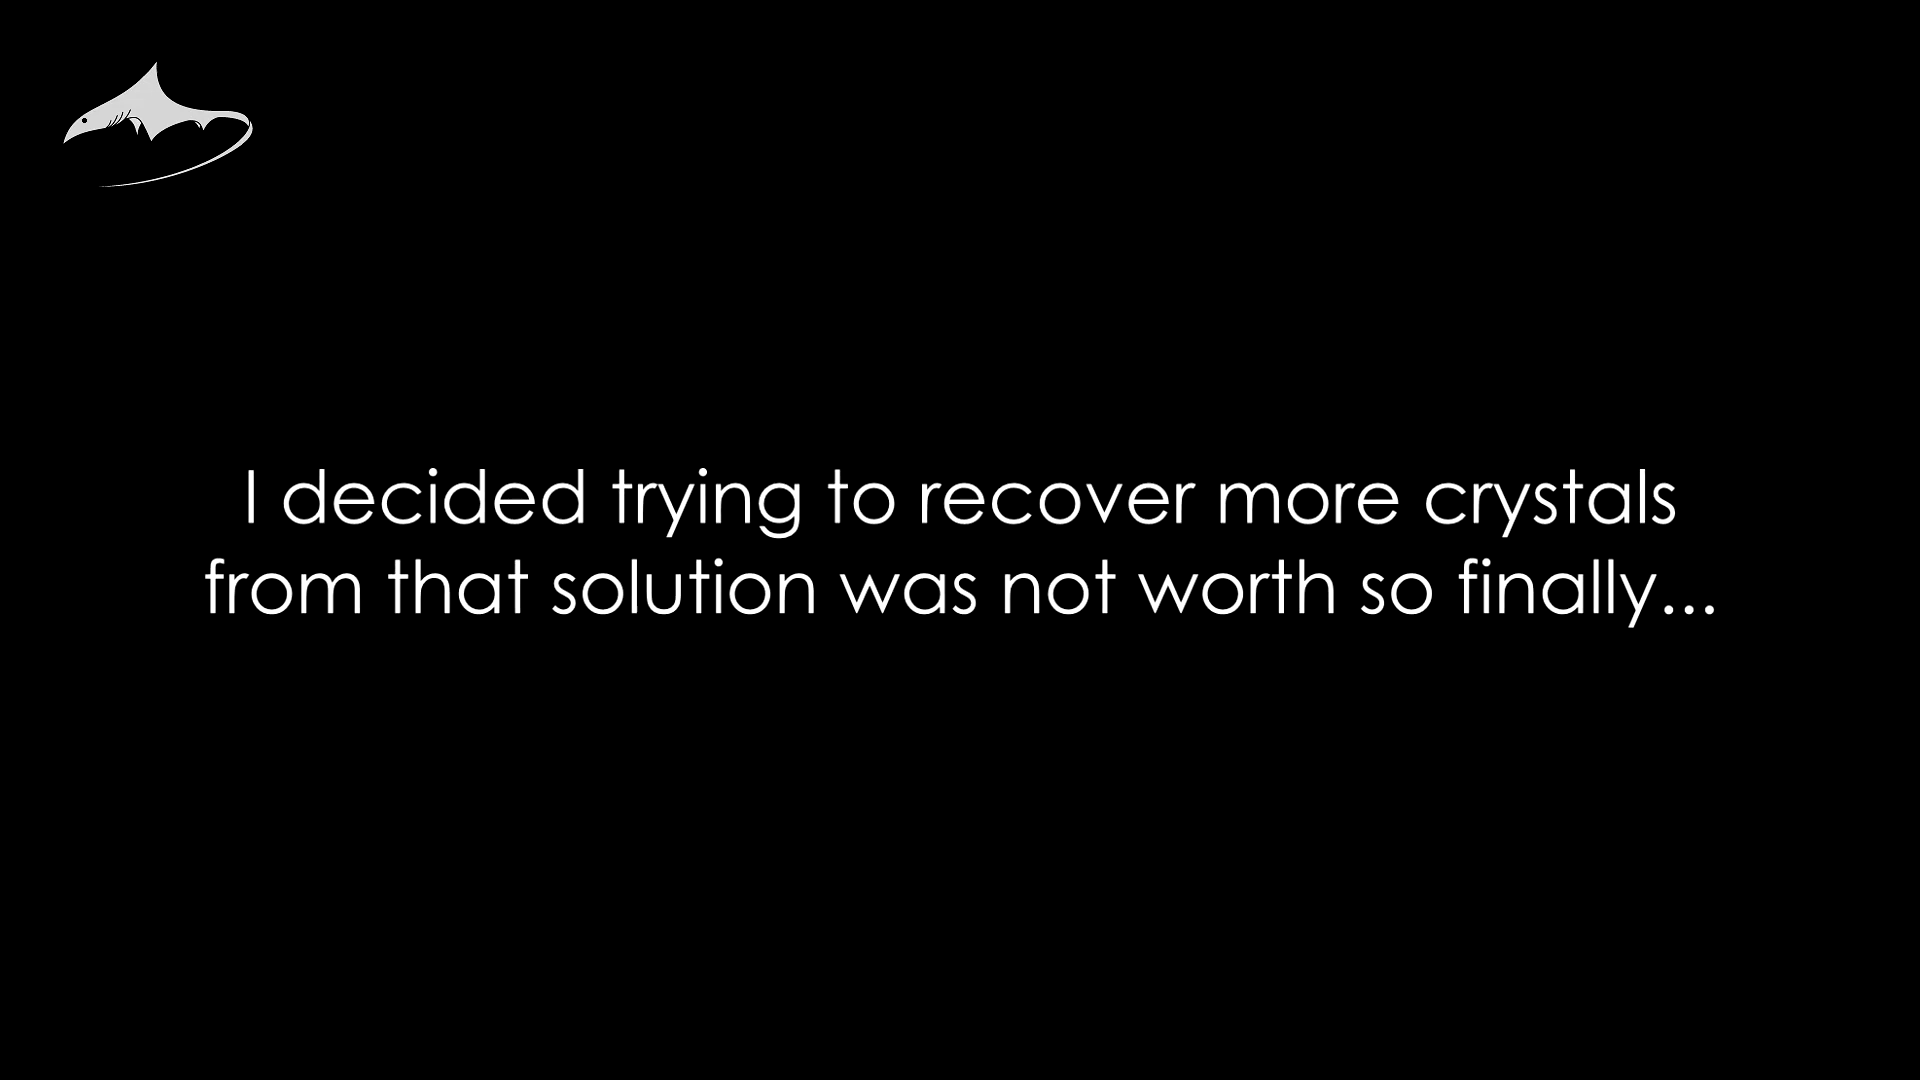 I decided trying to recover more crystals
from that solution was not worth so finally...